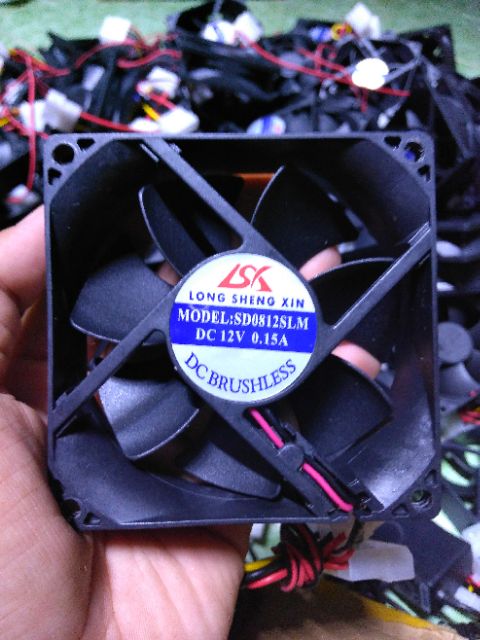 LSK
LONG SHENG XIN
MODEL:SD0812SLM
DC 12V 0.15A
DC BRUSHLESS